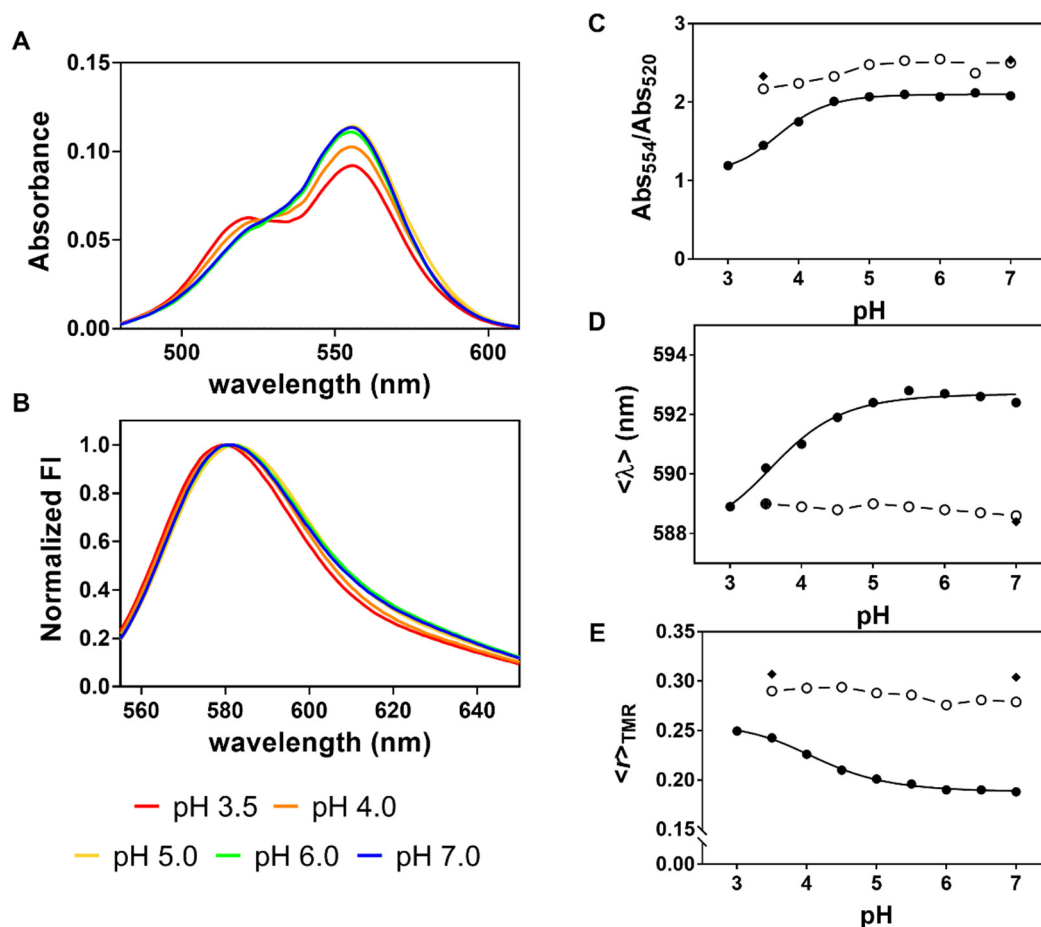 A
0.15
0.10
0.05
0.00
Absorbance
500
550
600
wavelength (nm)
B
1.0
0.8
0.6
0.4
0.2
0.0
Normalized FI
560
580
600
620
640
wavelength (nm)
pH 3.5 pH 4.0
pH 5.0 pH 6.0 pH 7.0
C
3
2
1
0
Abs554/Abs520
3 4 5 6 7
pH
D
594
592
590
588
<λ> (nm)
3 4 5 6 7
pH
E
0.35
0.30
0.25
0.20
0.15
0.00
<r>TMR
3 4 5 6 7
pH